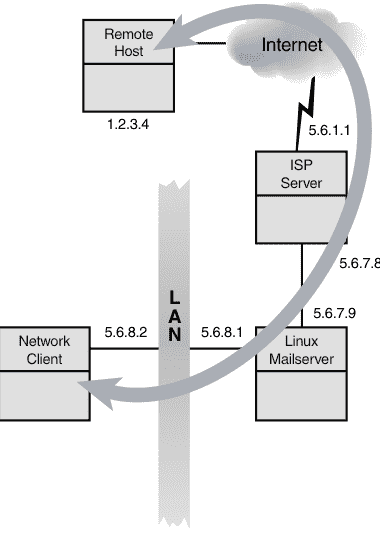 Remote
Host
Internet
1.2.3.4
5.6.1.1
ISP
Server
5.6.7.8
L
A
N
5.6.7.9
5.6.8.2
5.6.8.1
Network
Client
Linux
Mailserver